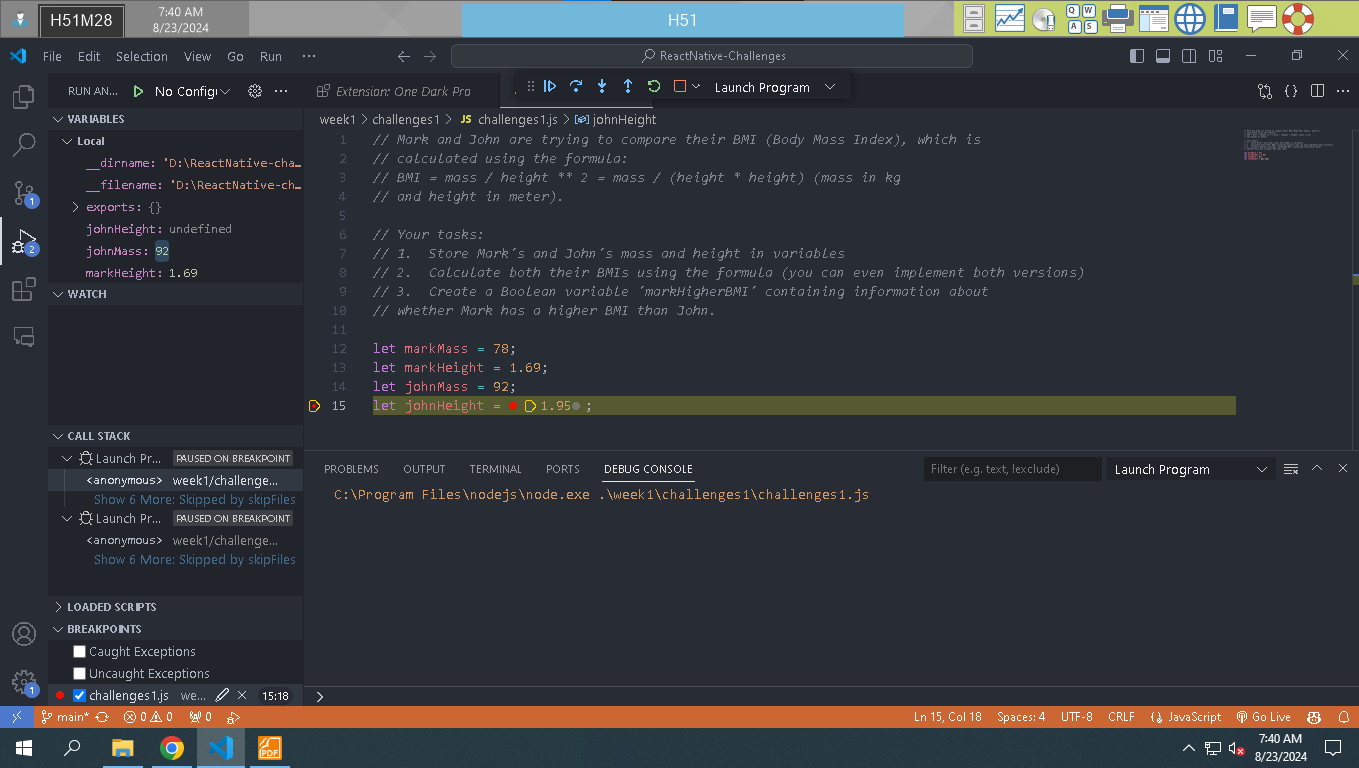 H51M28
7:40 AM
8/23/2024
H51
Q W
A S
File Edit Selection View Go Run ···
ReactNative-Challenges
RUN AN... No Configu
Extension: One Dark Pro
Launch Program
VARIABLES
Local
__dirname: "D:\ReactNative-cha...
__filename: "D:\ReactNative-ch...
exports: {}
johnHeight: undefined
johnMass: 92
markHeight: 1.69
WATCH
CALL STACK
Launch Pr... PAUSED ON BREAKPOINT
<anonymous> week1/challenge...
Show 6 More: Skipped by skipFiles
Launch Pr... PAUSED ON BREAKPOINT
<anonymous> week1/challenge...
Show 6 More: Skipped by skipFiles
LOADED SCRIPTS
BREAKPOINTS
Caught Exceptions
Uncaught Exceptions
challenges1.js we... 15:18
week1 > challenges1 > JS challenges1.js > johnHeight
1 // Mark and John are trying to compare their BMI (Body Mass Index), which is
2 // calculated using the formula:
3 // BMI = mass / height ** 2 = mass / (height * height) (mass in kg
4 // and height in meter).
5
6 // Your tasks:
7 // 1.  Store Mark´s and John´s mass and height in variables
8 // 2.  Calculate both their BMIs using the formula (you can even implement both versions)
9 // 3.  Create a Boolean variable ´markHigherBMI´ containing information about
10 // whether Mark has a higher BMI than John.
11
12 let markMass = 78;
13 let markHeight = 1.69;
14 let johnMass = 92;
15 let johnHeight = 1.95 ;
PROBLEMS OUTPUT TERMINAL PORTS DEBUG CONSOLE
Filter (e.g. text, !exclude) Launch Program
C:\Program Files\nodejs\node.exe .\week1\challenges1\challenges1.js
1
2
1
main* 0 0 0
Ln 15, Col 18 Spaces: 4 UTF-8 CRLF JavaScript Go Live
PDF
7:40 AM
8/23/2024